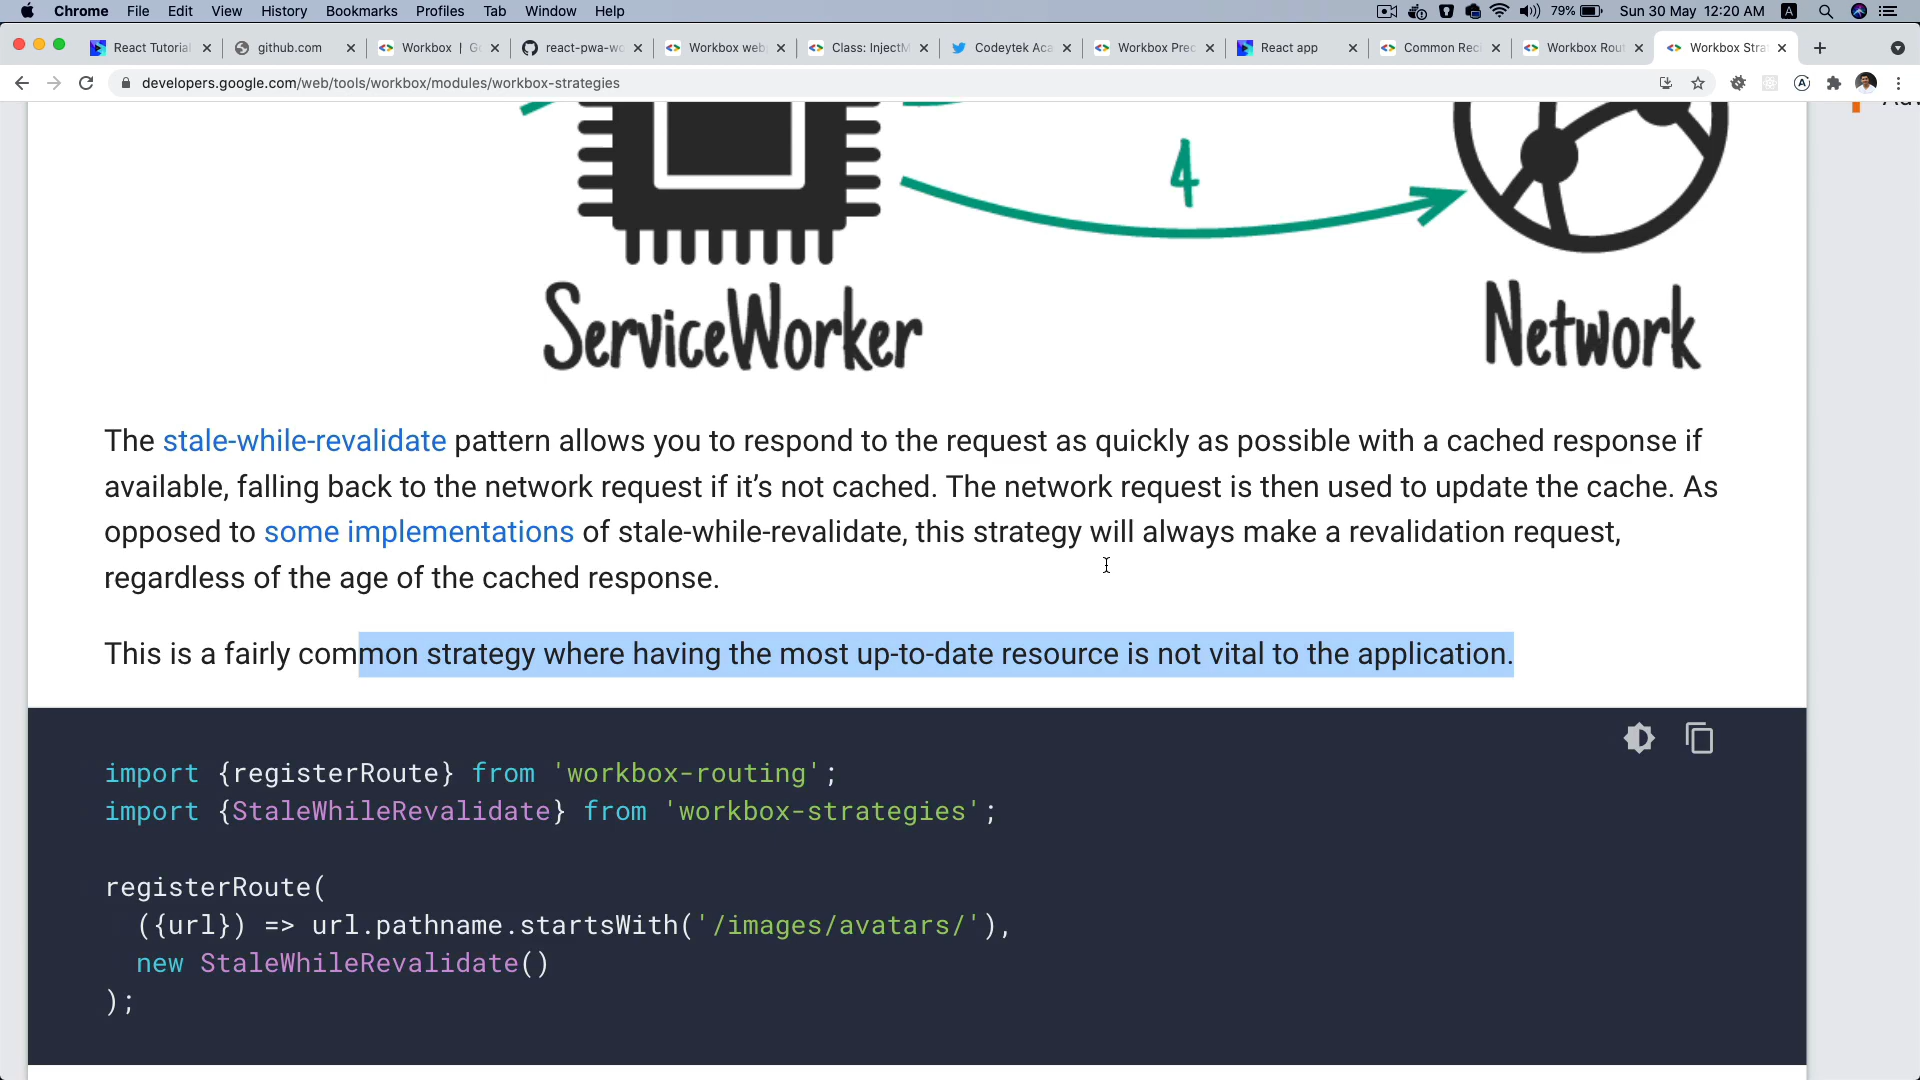 Chrome File Edit View History Bookmarks Profiles Tab Window Help 79% Sun 30 May 12:20 AM A
React Tutorial github.com Workbox | Go react-pwa-wo Workbox web Class: InjectM Codeytek Aca Workbox Prec React app Common Reci Workbox Rout Workbox Stra
developers.google.com/web/tools/workbox/modules/workbox-strategies
4
ServiceWorker Network
The stale-while-revalidate pattern allows you to respond to the request as quickly as possible with a cached response if
available, falling back to the network request if it’s not cached. The network request is then used to update the cache. As
opposed to some implementations of stale-while-revalidate, this strategy will always make a revalidation request,
regardless of the age of the cached response.
This is a fairly common strategy where having the most up-to-date resource is not vital to the application.
import {registerRoute} from 'workbox-routing';
import {StaleWhileRevalidate} from 'workbox-strategies';
registerRoute(
({url}) => url.pathname.startsWith('/images/avatars/'),
new StaleWhileRevalidate()
);